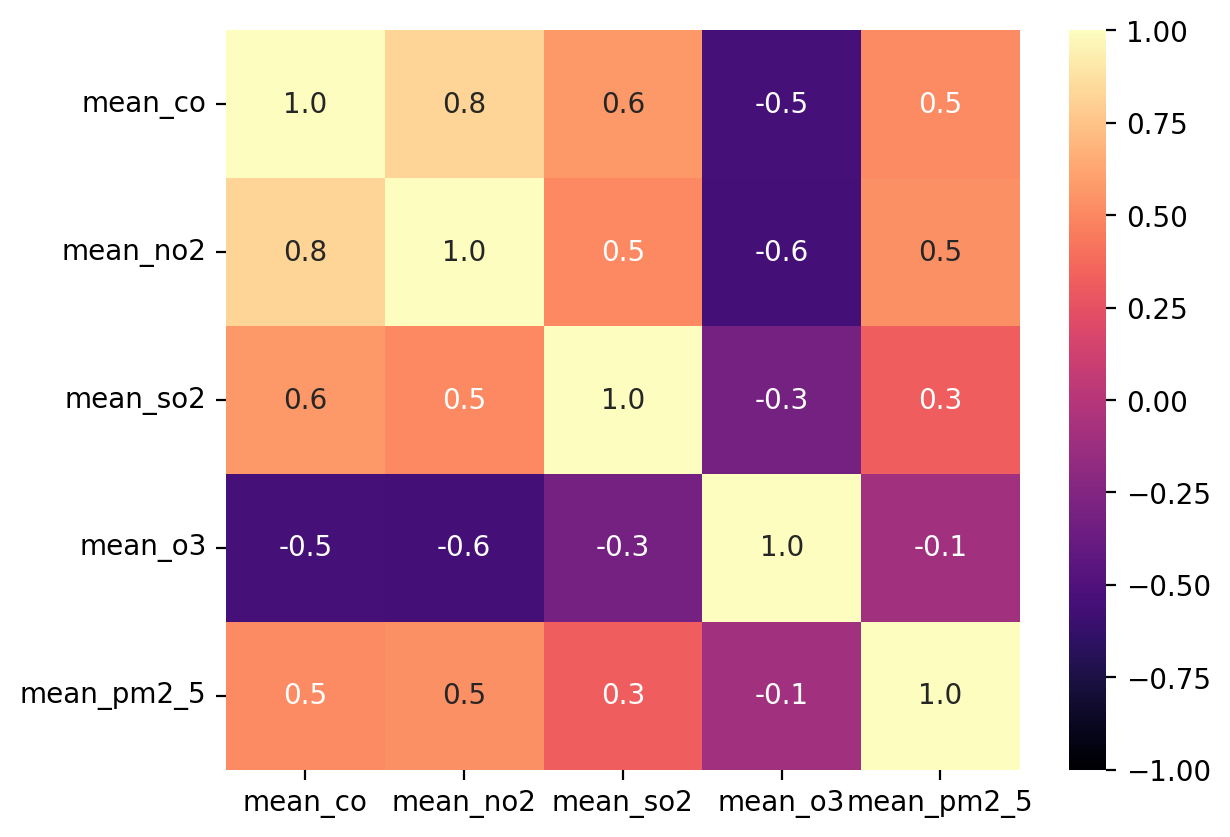 mean_co 1.0 0.8 0.6 -0.5 0.5
mean_no2 0.8 1.0 0.5 -0.6 0.5
mean_so2 0.6 0.5 1.0 -0.3 0.3
mean_o3 -0.5 -0.6 -0.3 1.0 -0.1
mean_pm2_5 0.5 0.5 0.3 -0.1 1.0
mean_co mean_no2 mean_so2 mean_o3 mean_pm2_5
1.00
0.75
0.50
0.25
0.00
−0.25
−0.50
−0.75
−1.00